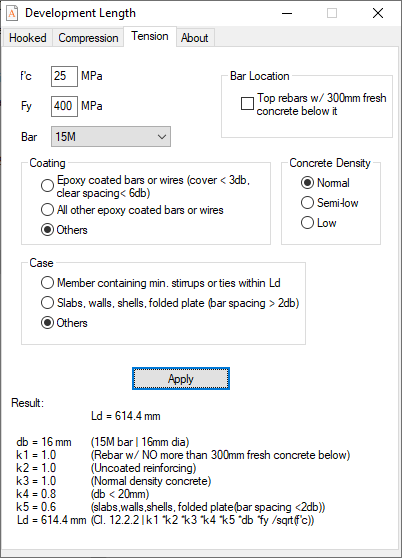 Development Length
Hooked Compression Tension About
f'c 25 MPa
Fy 400 MPa
Bar 15M
Bar Location
Top rebars w/ 300mm fresh
concrete below it
Coating
Epoxy coated bars or wires (cover < 3db,
clear spacing< 6db)
All other epoxy coated bars or wires
Others
Concrete Density
Normal
Semi-low
Low
Case
Member containing min. stirrups or ties within Ld
Slabs, walls, shells, folded plate (bar spacing > 2db)
Others
Apply
Result:
Ld = 614.4 mm
db = 16 mm (15M bar | 16mm dia)
k1 = 1.0 (Rebar w/ NO more than 300mm fresh concrete below)
k2 = 1.0 (Uncoated reinforcing)
k3 = 1.0 (Normal density concrete)
k4 = 0.8 (db < 20mm)
k5 = 0.6 (slabs,walls,shells, folded plate(bar spacing <2db))
Ld = 614.4 mm (Cl. 12.2.2 | k1 *k2 *k3 *k4 *k5 *db *fy /sqrt(f'c))